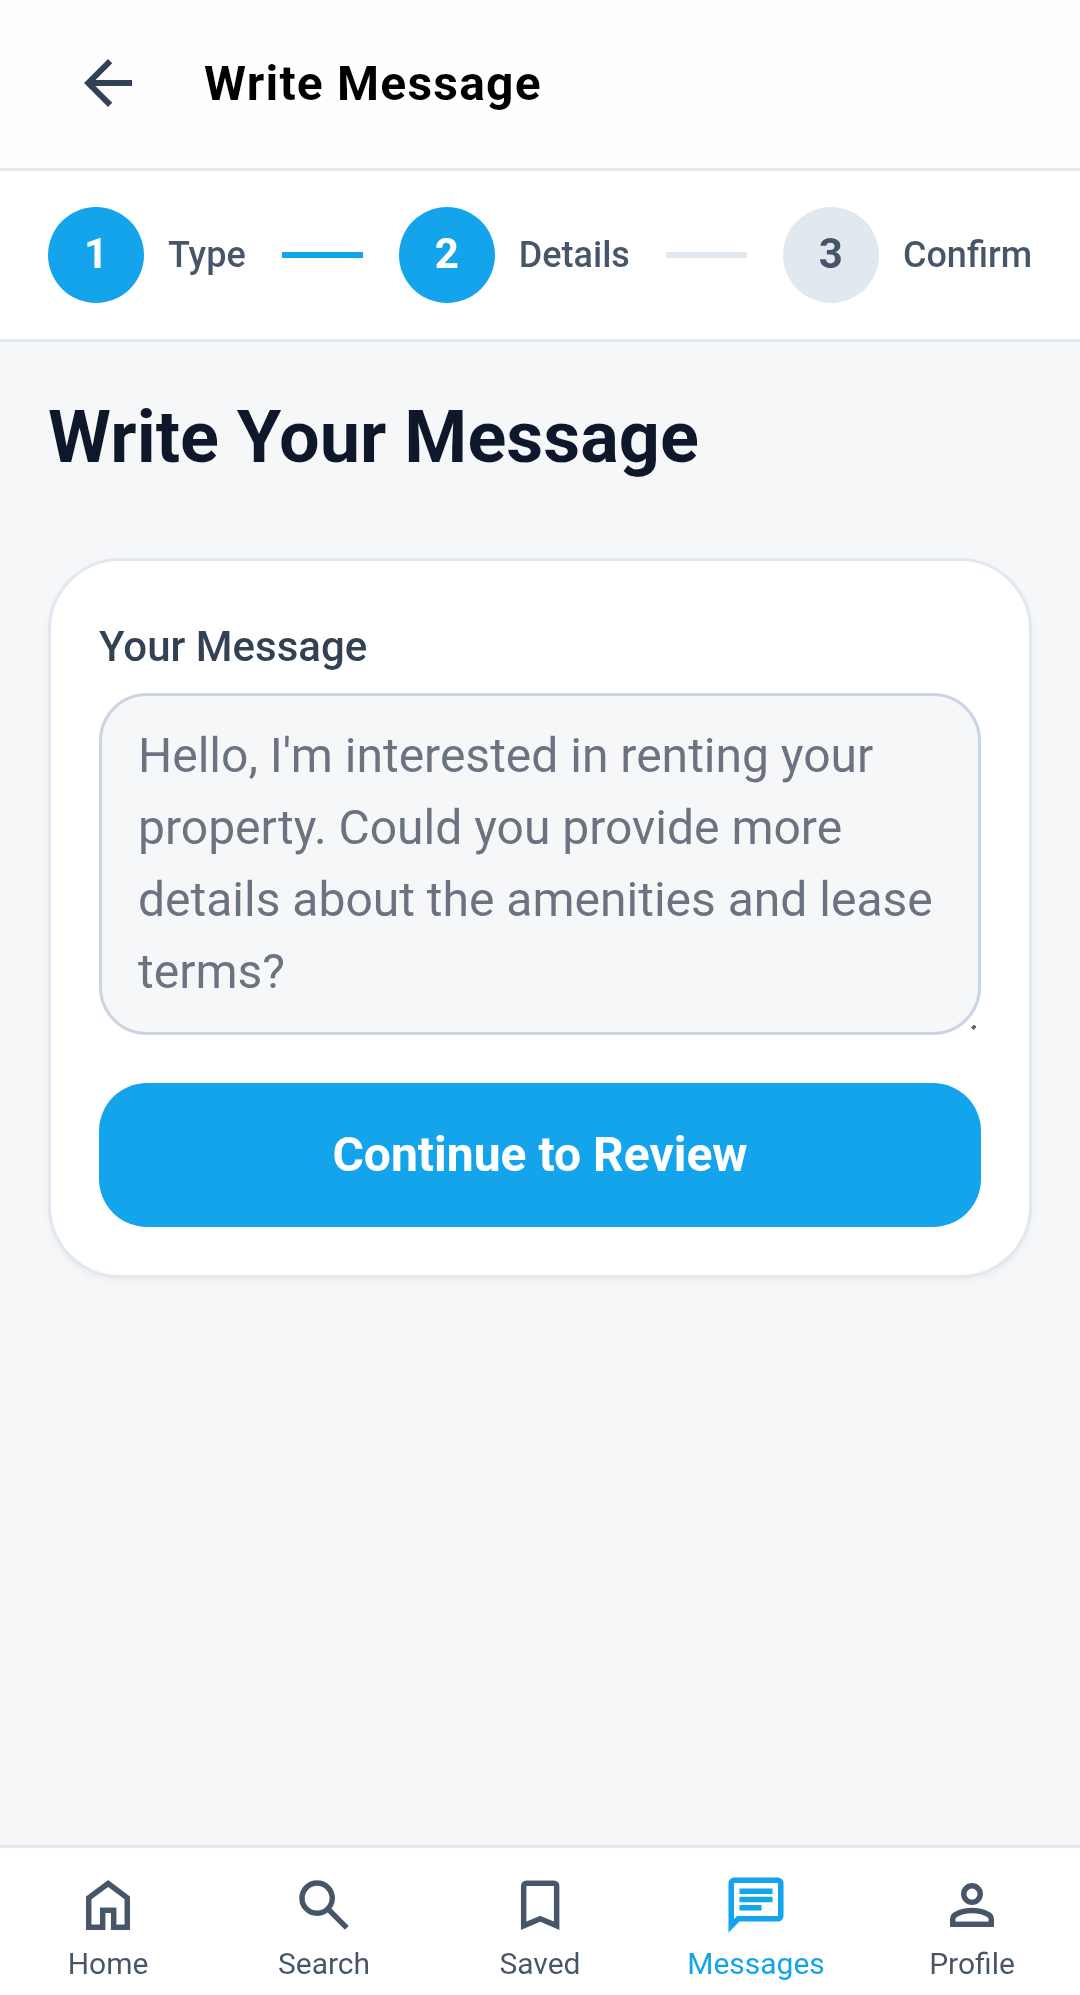 Write Message
1 Type 2 Details 3 Confirm
Write Your Message
Your Message
Hello, I'm interested in renting your
property. Could you provide more
details about the amenities and lease
terms?
Continue to Review
Home Search Saved Messages Profile